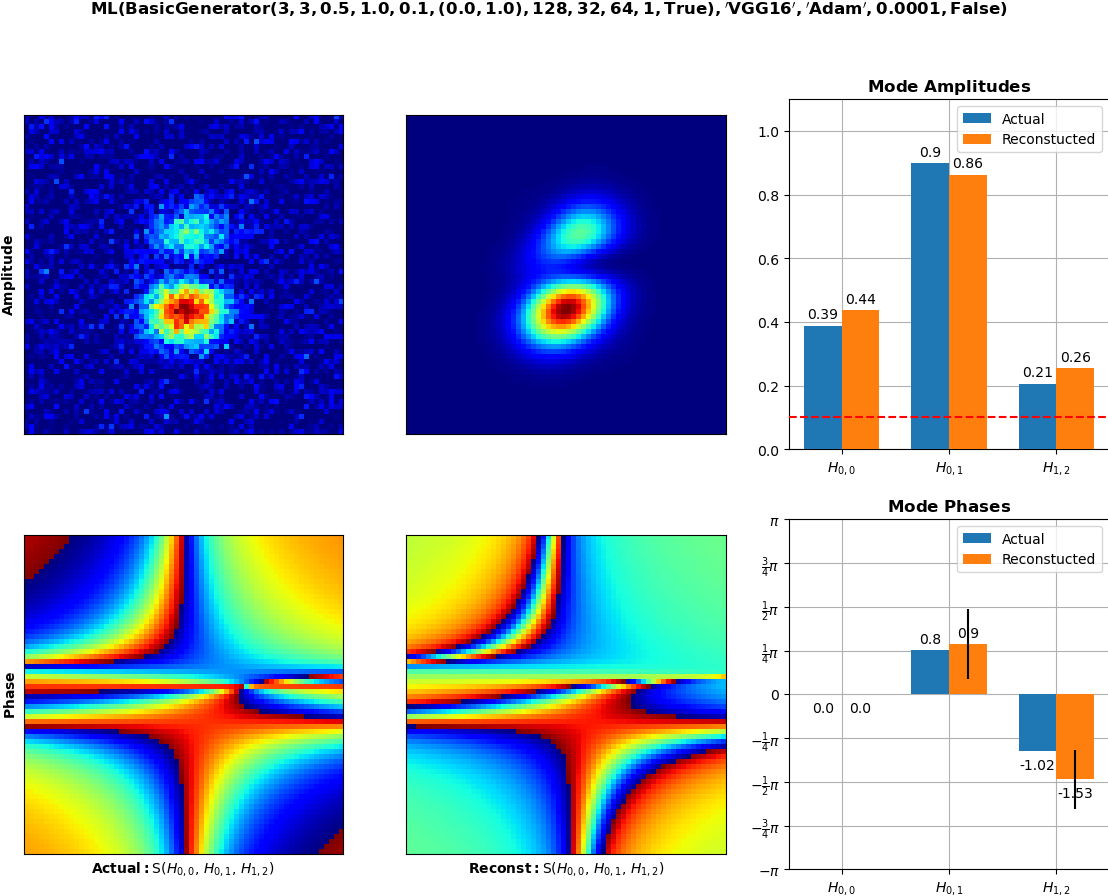 ML(BasicGenerator(3, 3, 0.5, 1.0, 0.1, (0.0, 1.0), 128, 32, 64, 1, True), ′VGG16′, ′Adam′, 0.0001, False)
Amplitude
Mode Amplitudes
Actual
Reconstucted
1.0
0.8
0.6
0.4
0.2
0.0
0.39
0.44
0.9
0.86
0.21
0.26
H0,0
H0,1
H1,2
Phase
Actual: S(H0,0, H0,1, H1,2)
Reconst: S(H0,0, H0,1, H1,2)
Mode Phases
Actual
Reconstucted
π
3/4π
1/2π
1/4π
0
−1/4π
−1/2π
−3/4π
−π
0.0
0.0
0.8
0.9
-1.02
-1.53
H0,0
H0,1
H1,2